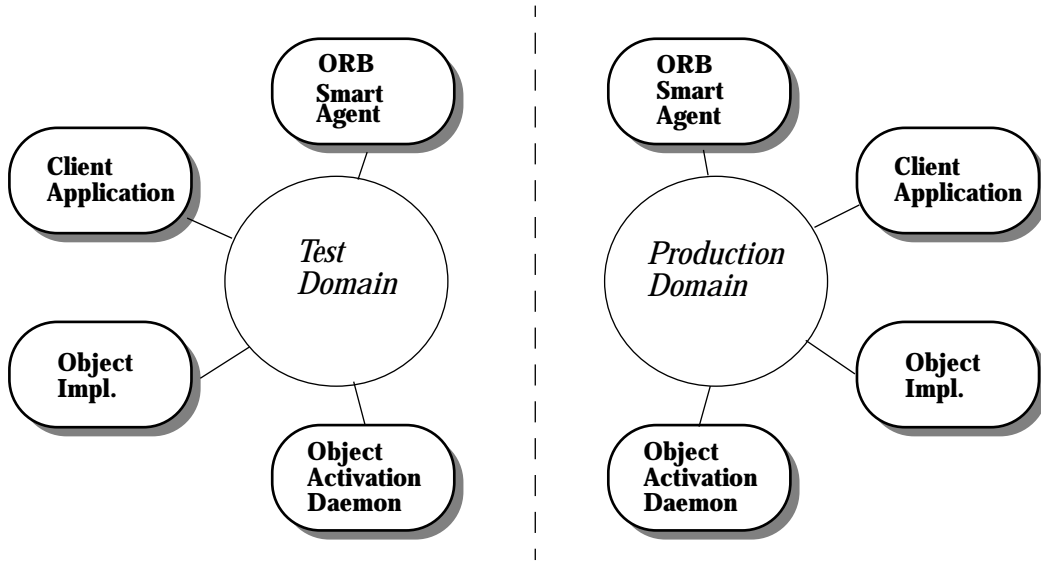 ORB
Smart
Agent
Client
Application
Test
Domain
Object
Impl.
Object
Activation
Daemon
ORB
Smart
Agent
Client
Application
Production
Domain
Object
Impl.
Object
Activation
Daemon